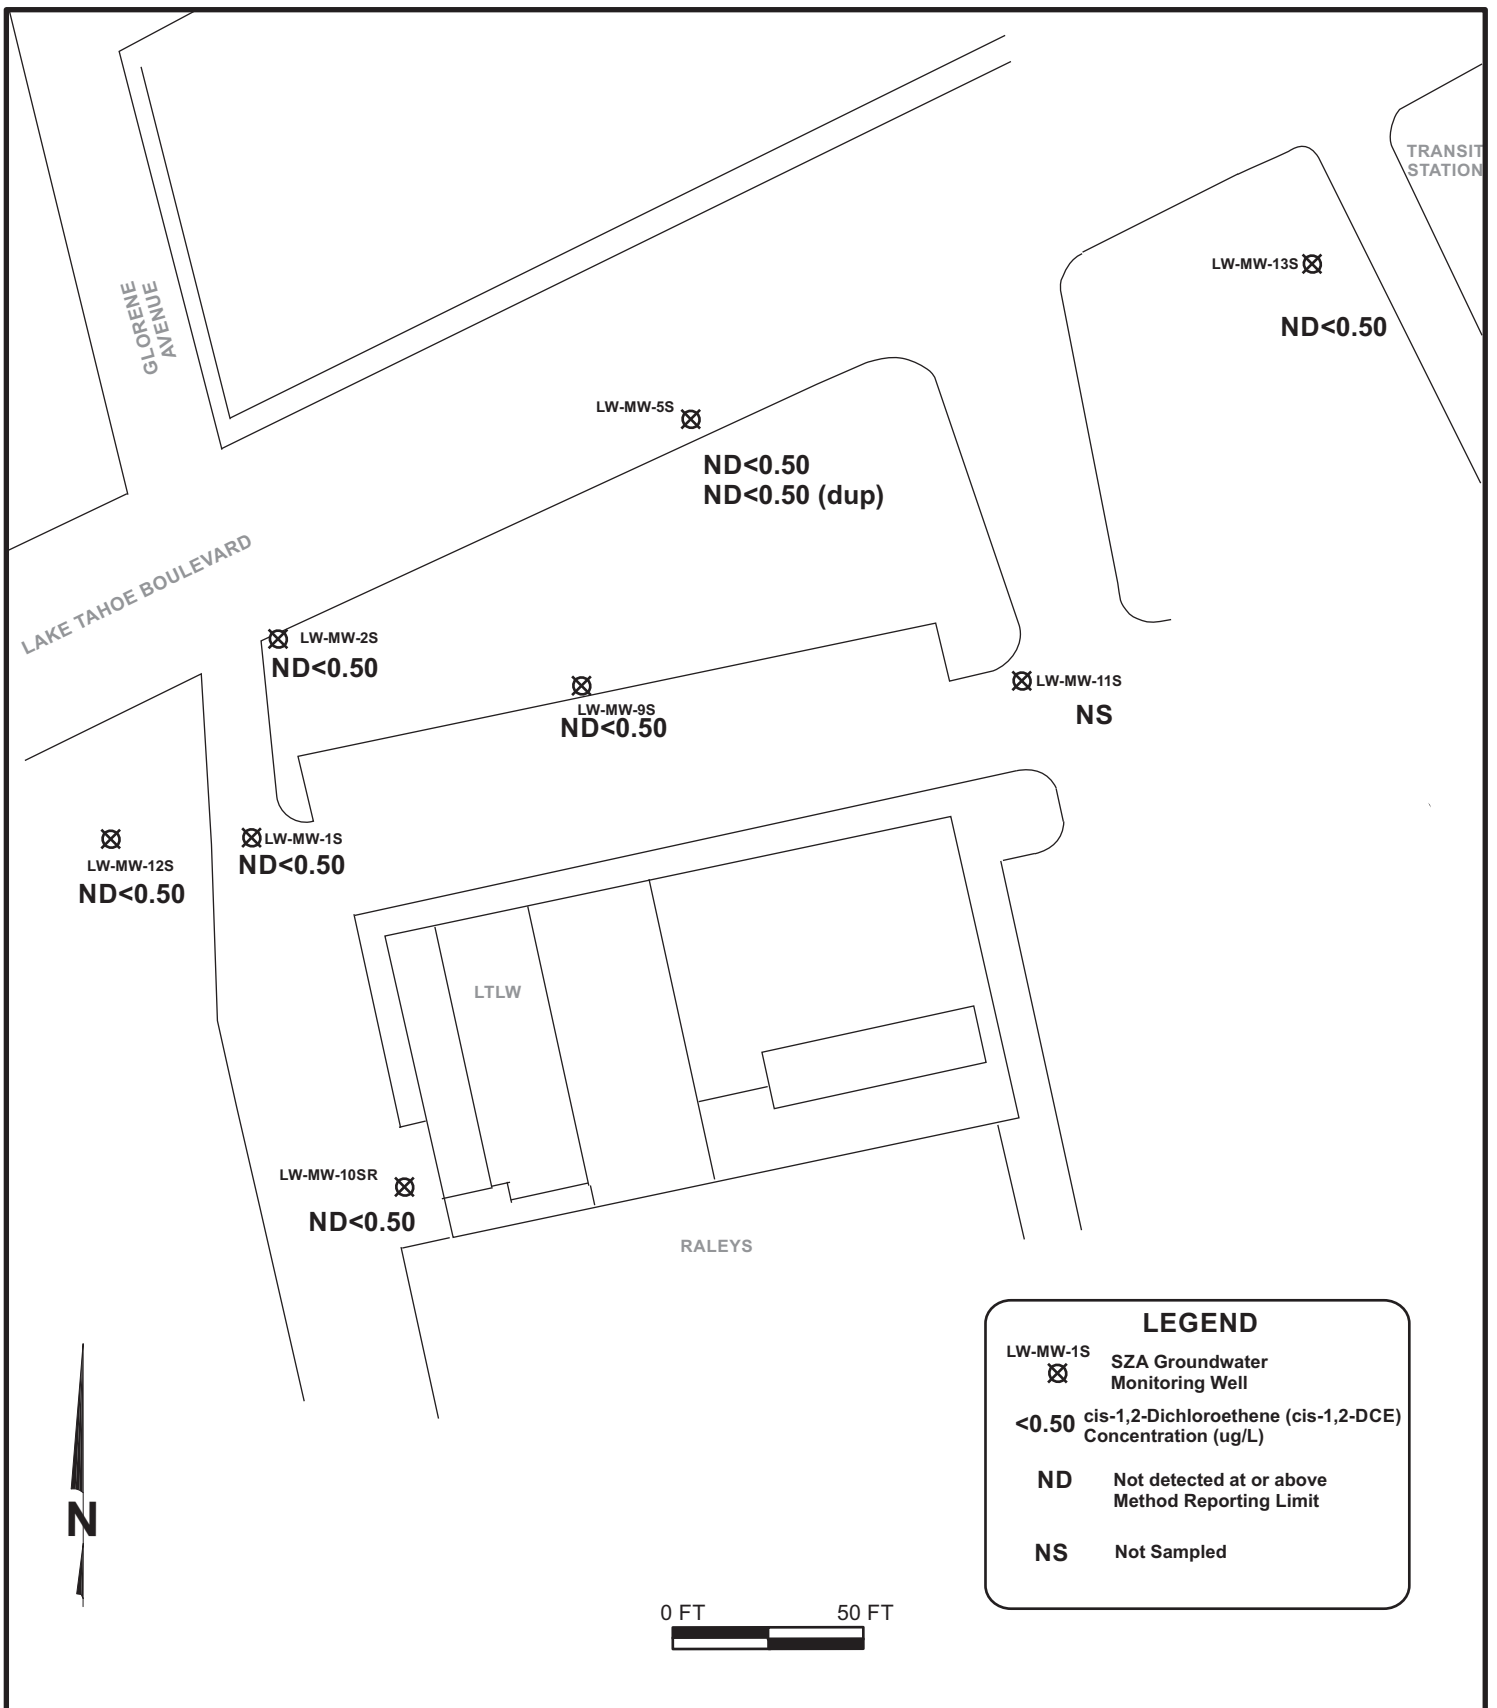 TRANSIT
STATION
LW-MW-13S
ND<0.50
GLORENE
AVENUE
LW-MW-5S
ND<0.50
ND<0.50 (dup)
LAKE TAHOE BOULEVARD
LW-MW-2S
ND<0.50
LW-MW-9S
ND<0.50
LW-MW-11S
NS
LW-MW-12S
ND<0.50
LW-MW-1S
ND<0.50
LTLW
LW-MW-10SR
ND<0.50
RALEYS
N
0 FT 50 FT
LEGEND
LW-MW-1S
SZA Groundwater
Monitoring Well
<0.50 cis-1,2-Dichloroethene (cis-1,2-DCE)
Concentration (ug/L)
ND Not detected at or above
Method Reporting Limit
NS Not Sampled